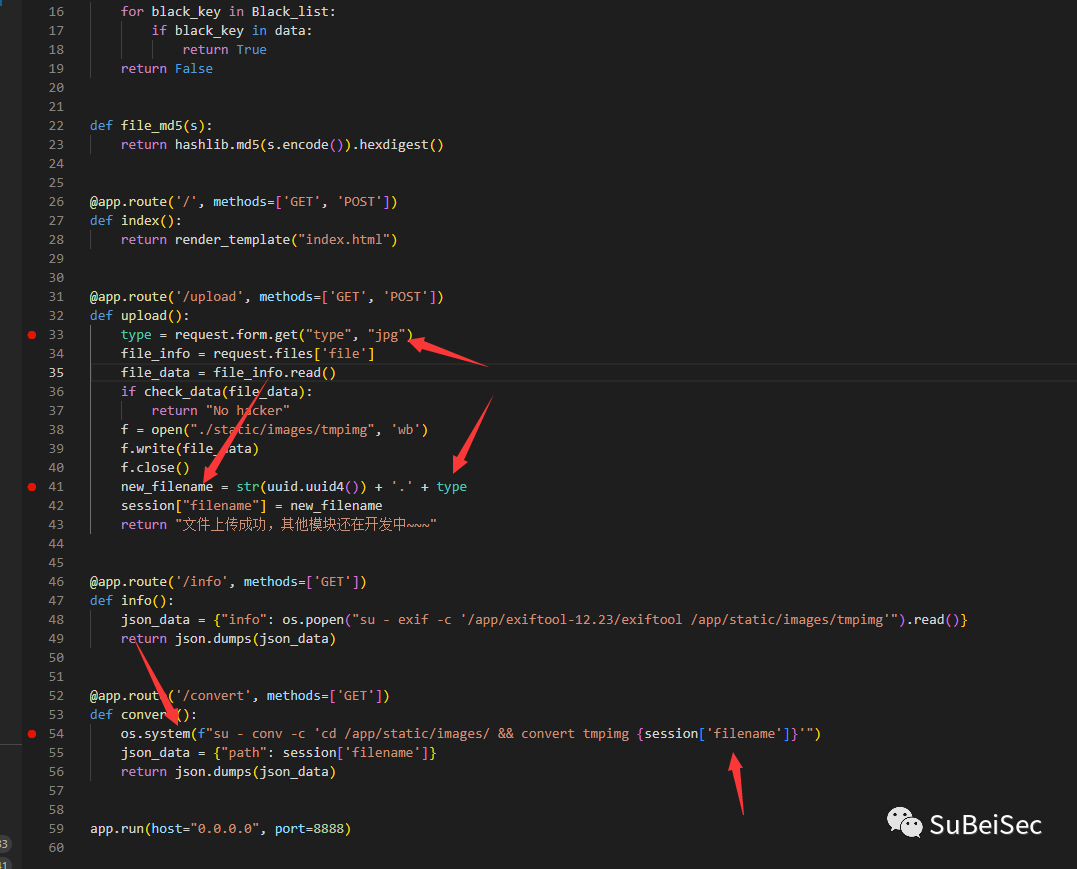 16 for black_key in Black_list:
17 if black_key in data:
18 return True
19 return False
20
21
22 def file_md5(s):
23 return hashlib.md5(s.encode()).hexdigest()
24
25
26 @app.route('/', methods=['GET', 'POST'])
27 def index():
28 return render_template("index.html")
29
30
31 @app.route('/upload', methods=['GET', 'POST'])
32 def upload():
33 type = request.form.get("type", "jpg")
34 file_info = request.files['file']
35 file_data = file_info.read()
36 if check_data(file_data):
37 return "No hacker"
38 f = open("./static/images/tmpimg", 'wb')
39 f.write(file_data)
40 f.close()
41 new_filename = str(uuid.uuid4()) + '.' + type
42 session["filename"] = new_filename
43 return "文件上传成功，其他模块还在开发中~~~"
44
45
46 @app.route('/info', methods=['GET'])
47 def info():
48 json_data = {"info": os.popen("su - exif -c '/app/exiftool-12.23/exiftool /app/static/images/tmpimg'").read()}
49 return json.dumps(json_data)
50
51
52 @app.route('/convert', methods=['GET'])
53 def convert():
54 os.system(f"su - conv -c 'cd /app/static/images/ && convert tmpimg {session['filename']}'")
55 json_data = {"path": session['filename']}
56 return json.dumps(json_data)
57
58
59 app.run(host="0.0.0.0", port=8888)
60
SuBeiSec